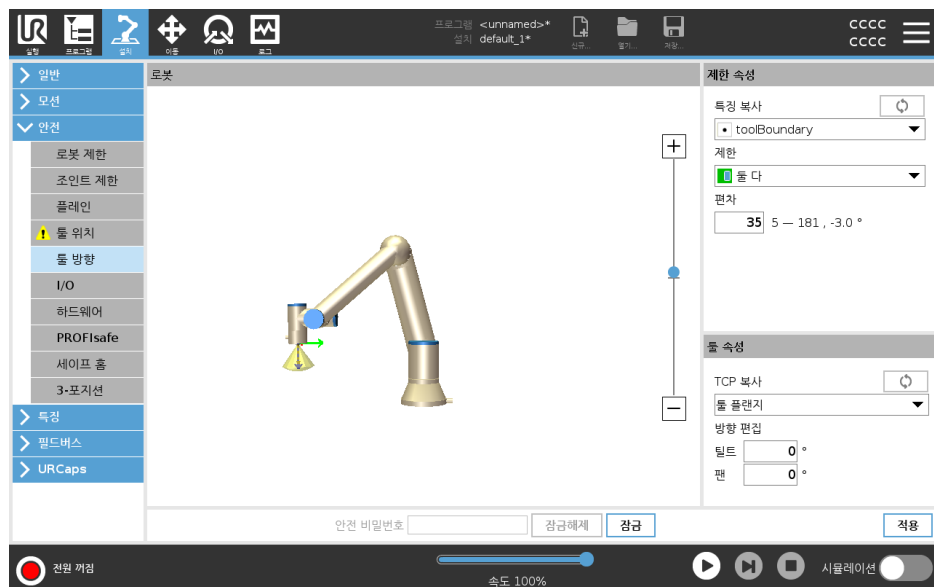 UR
실행
프로그램
설치
이동
I/O
로그
프로그램 <unnamed>*
설치 default_1*
신규...
열기...
저장...
CCCC
CCCC
일반
모션
안전
로봇 제한
조인트 제한
플레인
툴 위치
툴 방향
I/O
하드웨어
PROFIsafe
세이프 홈
3-포지션
특징
필드버스
URCaps
로봇
제한 속성
특징 복사
toolBoundary
제한
둘 다
편차
35 5 — 181 , -3.0 °
툴 속성
TCP 복사
툴 플랜지
방향 편집
틸트 0 °
팬 0 °
안전 비밀번호 잠금해제 잠금 적용
전원 꺼짐
속도 100%
시뮬레이션